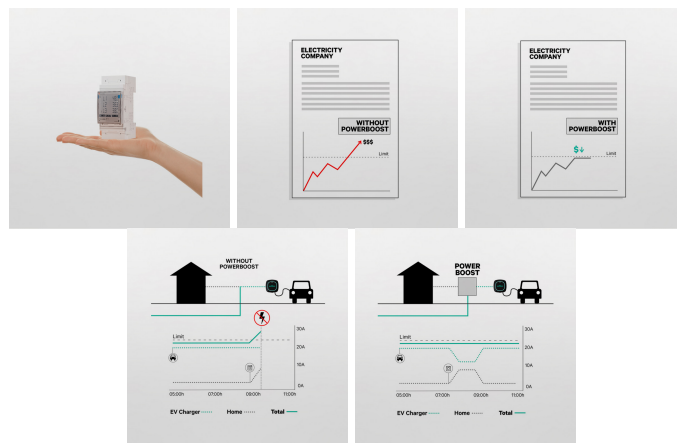 ELECTRICITY
COMPANY
WITHOUT
POWERBOOST
$$$
Limit
ELECTRICITY
COMPANY
WITH
POWERBOOST
$↓
Limit
WITHOUT
POWERBOOST
Limit
30A
20A
10A
0A
05:00h 07:00h 09:00h 11:00h
EV Charger Home Total
POWER
BOOST
Limit
30A
20A
10A
0A
05:00h 07:00h 09:00h 11:00h
EV Charger Home Total